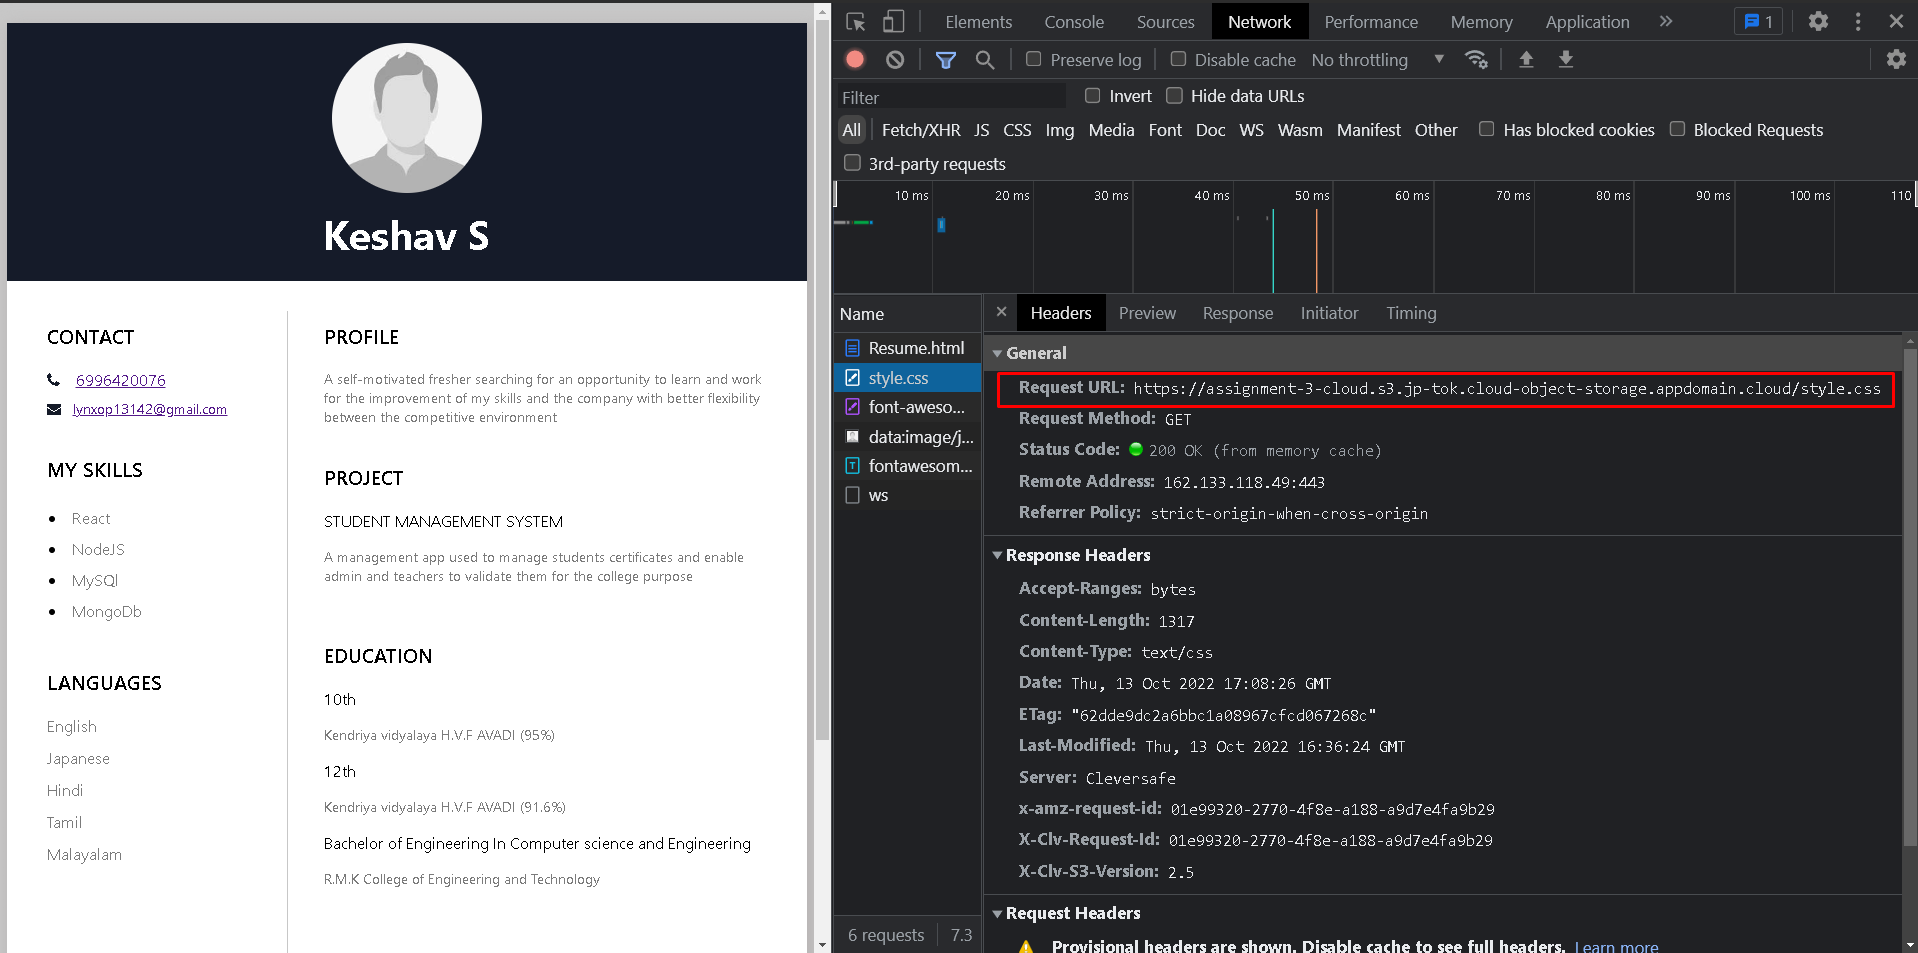 Keshav S
CONTACT
6996420076
lynxop13142@gmail.com
MY SKILLS
React
NodeJS
MySQl
MongoDb
LANGUAGES
English
Japanese
Hindi
Tamil
Malayalam
PROFILE
A self-motivated fresher searching for an opportunity to learn and work
for the improvement of my skills and the company with better flexibility
between the competitive environment
PROJECT
STUDENT MANAGEMENT SYSTEM
A management app used to manage students certificates and enable
admin and teachers to validate them for the college purpose
EDUCATION
10th
Kendriya vidyalaya H.V.F AVADI (95%)
12th
Kendriya vidyalaya H.V.F AVADI (91.6%)
Bachelor of Engineering In Computer science and Engineering
R.M.K College of Engineering and Technology
Elements Console Sources Network Performance Memory Application » 1
Preserve log Disable cache No throttling
Filter Invert Hide data URLs
All Fetch/XHR JS CSS Img Media Font Doc WS Wasm Manifest Other Has blocked cookies Blocked Requests
3rd-party requests
10 ms 20 ms 30 ms 40 ms 50 ms 60 ms 70 ms 80 ms 90 ms 100 ms 110
Name
Resume.html
style.css
font-aweso...
data:image/j...
fontawesom...
ws
6 requests 7.3
Headers Preview Response Initiator Timing
General
Request URL: https://assignment-3-cloud.s3.jp-tok.cloud-object-storage.appdomain.cloud/style.css
Request Method: GET
Status Code: 200 OK (from memory cache)
Remote Address: 162.133.118.49:443
Referrer Policy: strict-origin-when-cross-origin
Response Headers
Accept-Ranges: bytes
Content-Length: 1317
Content-Type: text/css
Date: Thu, 13 Oct 2022 17:08:26 GMT
ETag: "62dde9dc2a6bbc1a08967cfcd067268c"
Last-Modified: Thu, 13 Oct 2022 16:36:24 GMT
Server: Cleversafe
x-amz-request-id: 01e99320-2770-4f8e-a188-a9d7e4fa9b29
X-Clv-Request-Id: 01e99320-2770-4f8e-a188-a9d7e4fa9b29
X-Clv-S3-Version: 2.5
Request Headers
Provisional headers are shown. Disable cache to see full headers. Learn more